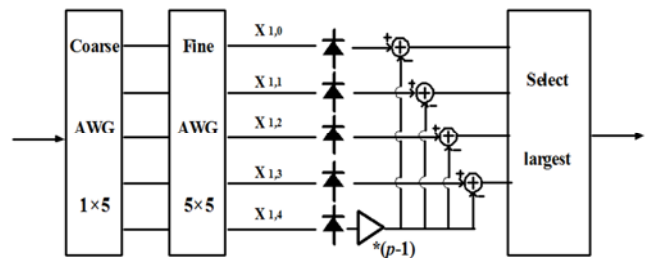 Coarse
AWG
1×5
Fine
AWG
5×5
X 1,0
X 1,1
X 1,2
X 1,3
X 1,4
+
−
+
−
+
−
+
−
*(p-1)
Select
largest